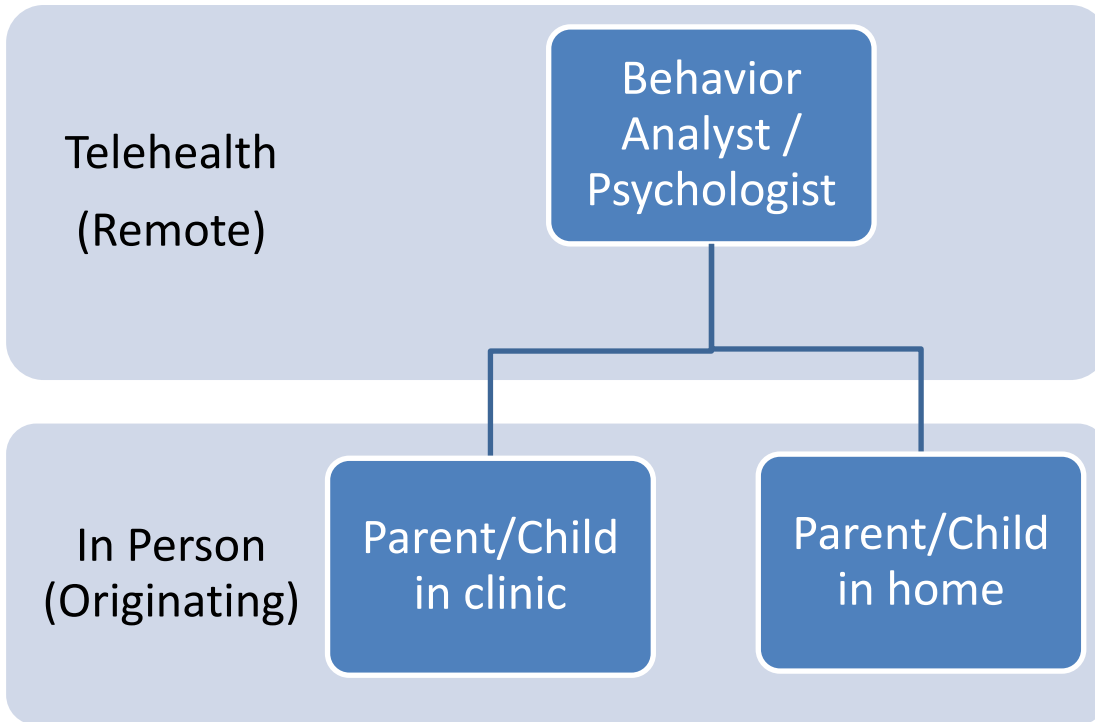 Telehealth
(Remote)
Behavior
Analyst /
Psychologist
In Person
(Originating)
Parent/Child
in clinic
Parent/Child
in home